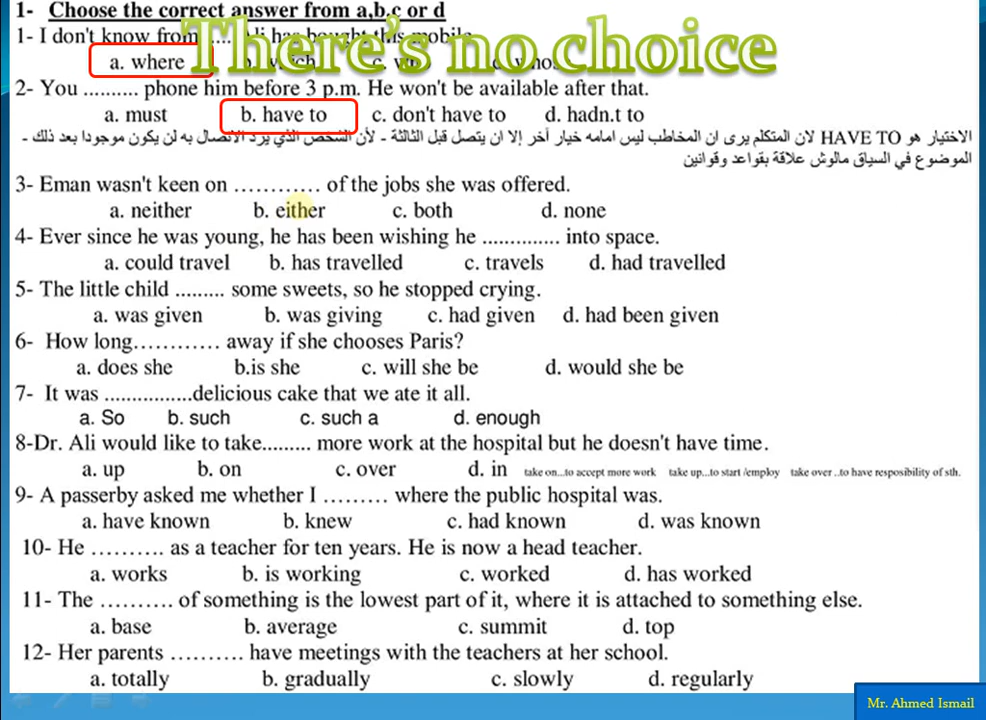 1- Choose the correct answer from a,b,c or d
There's no choice
1- I don't know from .... Ali has bought this mobile
a. where b. which c. d. who
2- You .......... phone him before 3 p.m. He won't be available after that.
a. must b. have to c. don't have to d. hadn.t to
الاختيار هو HAVE TO لان المتكلم يرى ان المخاطب ليس امامه خيار آخر إلا ان يتصل قبل الثالثة - لأن الشخص الذي يرد الاتصال به لن يكون موجودا بعد ذلك -
الموضوع في السياق مالوش علاقة بقواعد وقوانين
3- Eman wasn't keen on ............ of the jobs she was offered.
a. neither b. either c. both d. none
4- Ever since he was young, he has been wishing he .............. into space.
a. could travel b. has travelled c. travels d. had travelled
5- The little child ......... some sweets, so he stopped crying.
a. was given b. was giving c. had given d. had been given
6- How long............ away if she chooses Paris?
a. does she b.is she c. will she be d. would she be
7- It was ................delicious cake that we ate it all.
a. So b. such c. such a d. enough
8-Dr. Ali would like to take......... more work at the hospital but he doesn't have time.
a. up b. on c. over d. in take on...to accept more work take up...to start /employ take over ..to have resposibility of sth.
9- A passerby asked me whether I ......... where the public hospital was.
a. have known b. knew c. had known d. was known
10- He .......... as a teacher for ten years. He is now a head teacher.
a. works b. is working c. worked d. has worked
11- The .......... of something is the lowest part of it, where it is attached to something else.
a. base b. average c. summit d. top
12- Her parents .......... have meetings with the teachers at her school.
a. totally b. gradually c. slowly d. regularly
Mr. Ahmed Ismail